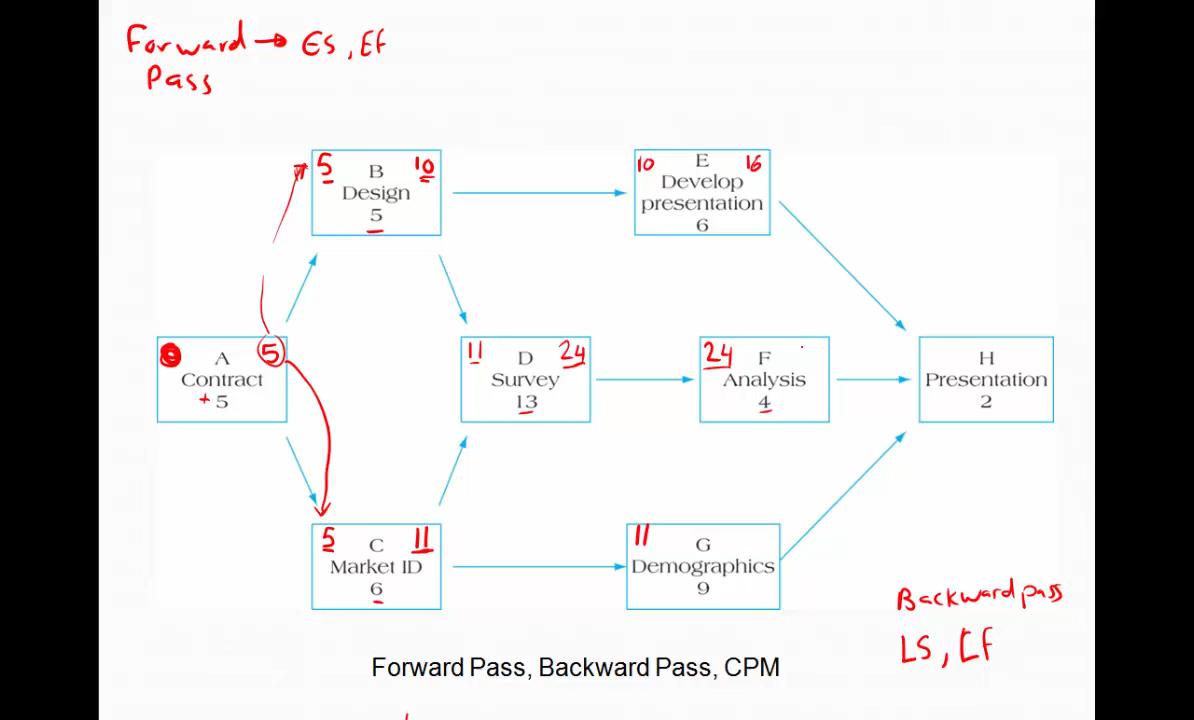 Forward → ES, Ef
Pass
5 B 10
Design
5
10 E 16
Develop
presentation
6
0 A 5
Contract
+ 5
11 D 24
Survey
13
24 F
Analysis
4
H
Presentation
2
5 C 11
Market ID
6
11 G
Demographics
9
Backward pass
LS, Lf
Forward Pass, Backward Pass, CPM